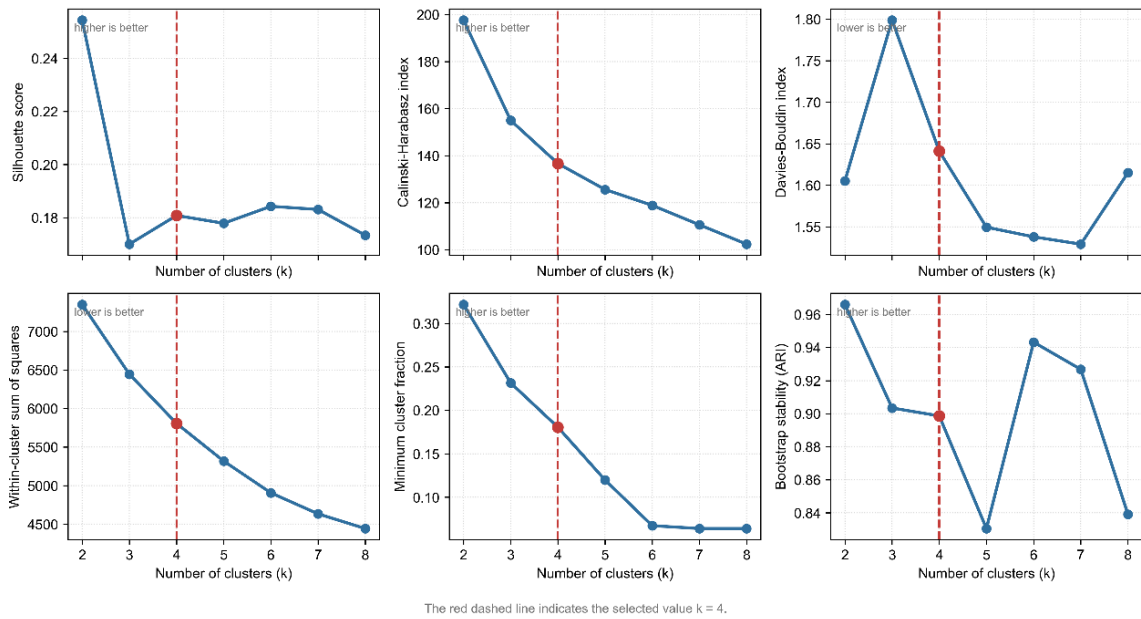 higher is better
0.24
0.22
0.20
0.18
Silhouette score
Number of clusters (k)
higher is better
200
180
160
140
120
100
Calinski-Harabasz index
Number of clusters (k)
lower is better
1.80
1.75
1.70
1.65
1.60
1.55
Davies-Bouldin index
Number of clusters (k)
lower is better
7000
6500
6000
5500
5000
4500
Within-cluster sum of squares
2 3 4 5 6 7 8
Number of clusters (k)
higher is better
0.30
0.25
0.20
0.15
0.10
Minimum cluster fraction
2 3 4 5 6 7 8
Number of clusters (k)
higher is better
0.96
0.94
0.92
0.90
0.88
0.86
0.84
Bootstrap stability (ARI)
2 3 4 5 6 7 8
Number of clusters (k)
The red dashed line indicates the selected value k = 4.